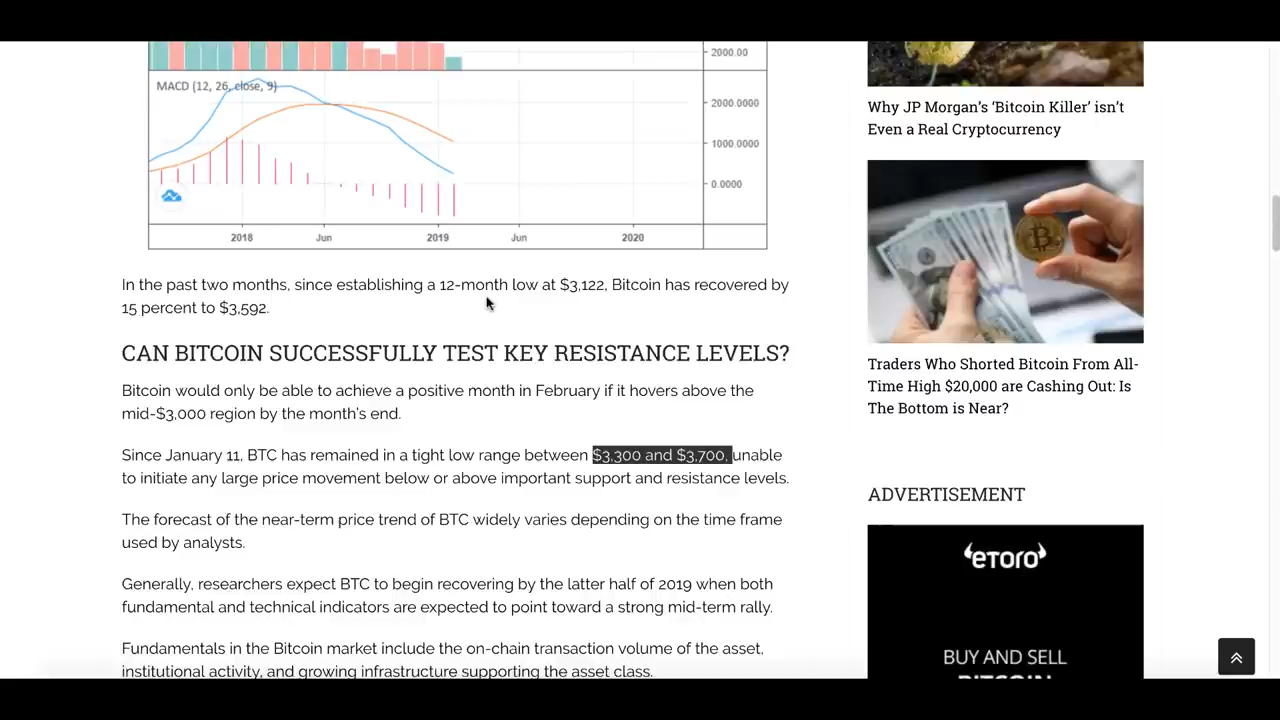 2000.00
MACD (12, 26, close, 9)
2000.0000
1000.0000
0.0000
2018
Jun
2019
Jun
2020
In the past two months, since establishing a 12-month low at $3,122, Bitcoin has recovered by
15 percent to $3,592.
CAN BITCOIN SUCCESSFULLY TEST KEY RESISTANCE LEVELS?
Bitcoin would only be able to achieve a positive month in February if it hovers above the
mid-$3,000 region by the month's end.
Since January 11, BTC has remained in a tight low range between $3,300 and $3,700, unable
to initiate any large price movement below or above important support and resistance levels.
The forecast of the near-term price trend of BTC widely varies depending on the time frame
used by analysts.
Generally, researchers expect BTC to begin recovering by the latter half of 2019 when both
fundamental and technical indicators are expected to point toward a strong mid-term rally.
Fundamentals in the Bitcoin market include the on-chain transaction volume of the asset,
institutional activity, and growing infrastructure supporting the asset class.
Why JP Morgan's 'Bitcoin Killer' isn't
Even a Real Cryptocurrency
Traders Who Shorted Bitcoin From All-
Time High $20,000 are Cashing Out: Is
The Bottom is Near?
ADVERTISEMENT
eToro
BUY AND SELL
BITCOIN